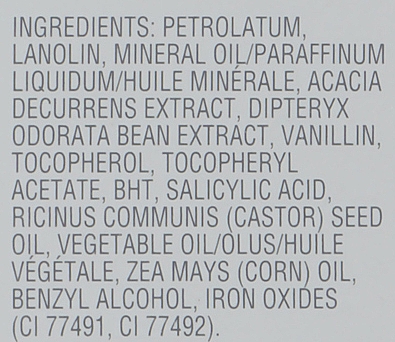 INGREDIENTS: PETROLATUM,
LANOLIN, MINERAL OIL/PARAFFINUM
LIQUIDUM/HUILE MINÉRALE, ACACIA
DECURRENS EXTRACT, DIPTERYX
ODORATA BEAN EXTRACT, VANILLIN,
TOCOPHEROL, TOCOPHERYL
ACETATE, BHT, SALICYLIC ACID,
RICINUS COMMUNIS (CASTOR) SEED
OIL, VEGETABLE OIL/OLUS/HUILE
VÉGÉTALE, ZEA MAYS (CORN) OIL,
BENZYL ALCOHOL, IRON OXIDES
(CI 77491, CI 77492).